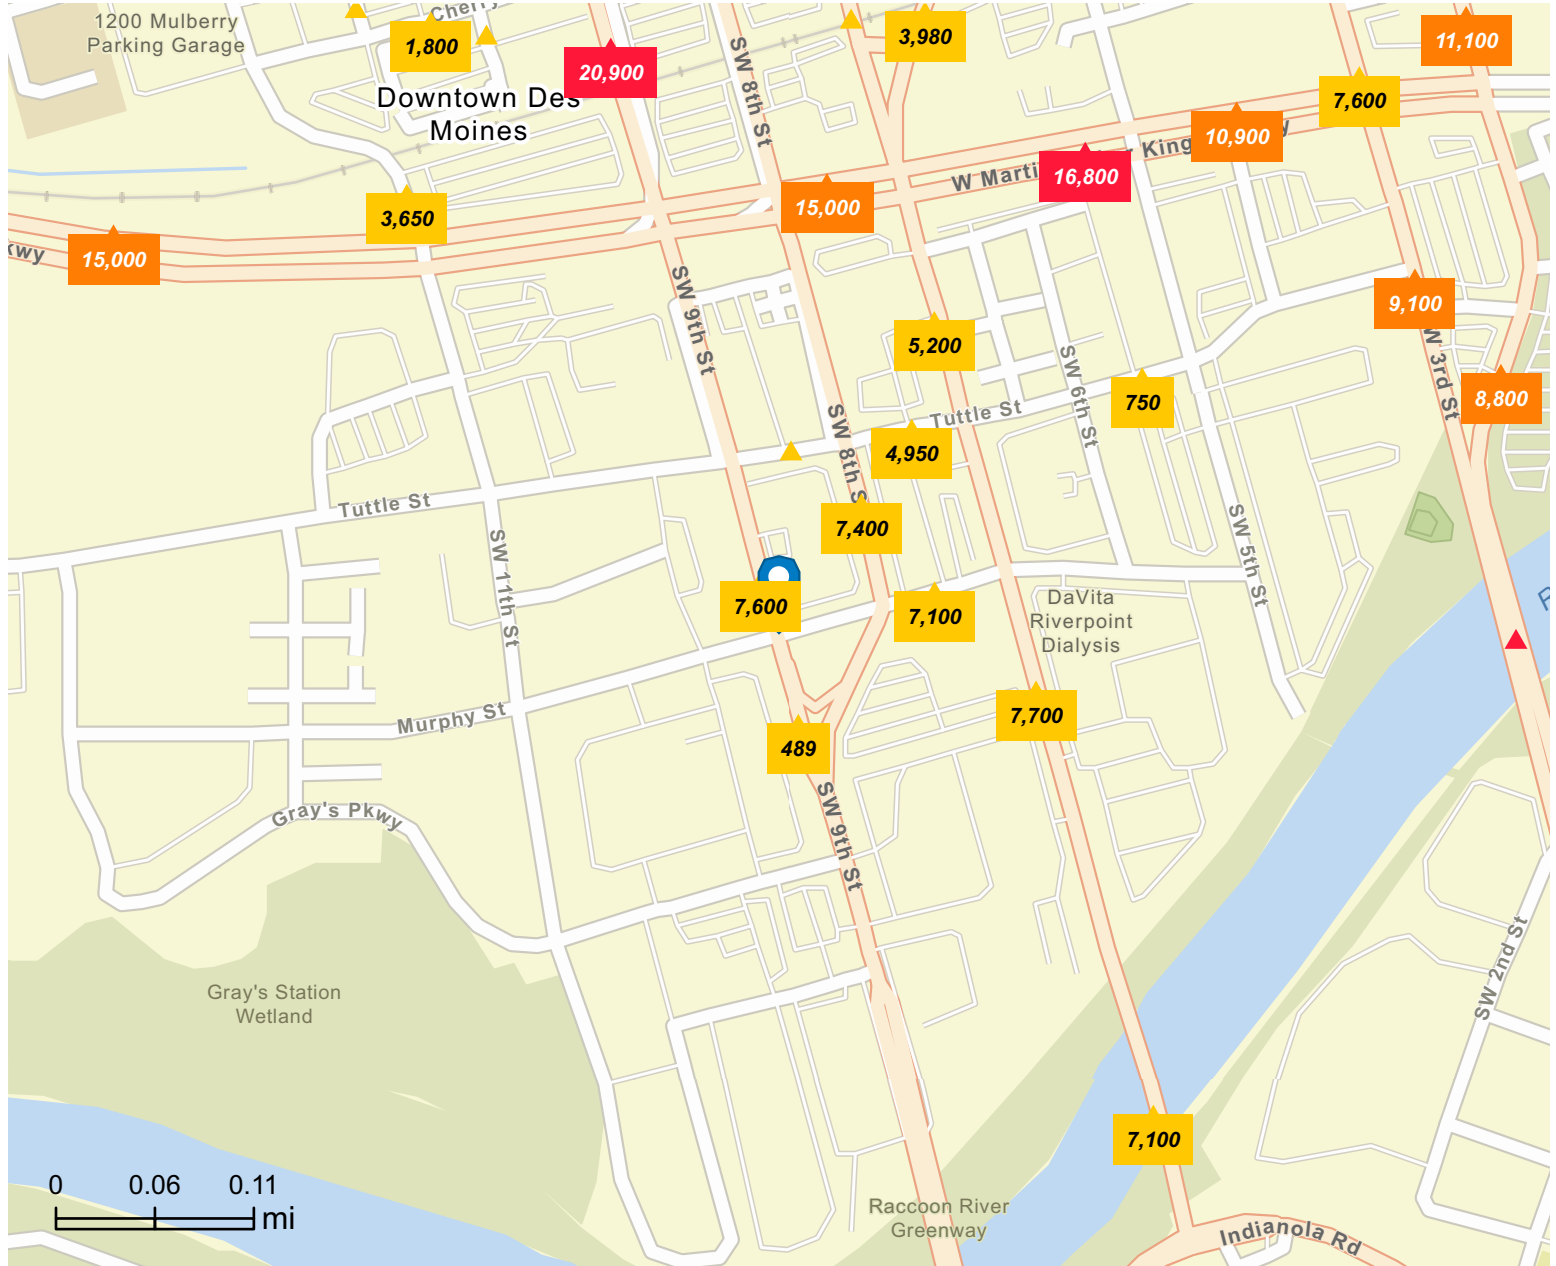 1200 Mulberry
Parking Garage
Cherry
1,800
3,980
11,100
20,900
SW 8th St
Downtown Des
Moines
7,600
10,900
W Marti
King
16,800
3,650
15,000
15,000
kwy
SW 9th St
9,100
5,200
SW 6th St
W 3rd St
750
8,800
Tuttle St
SW 8th S
4,950
Tuttle St
7,400
SW 5th St
SW 11th St
7,600
7,100
DaVita
Riverpoint
Dialysis
R
Murphy St
7,700
489
SW 9th St
Gray's Pkwy
SW 2nd St
Gray's Station
Wetland
7,100
0 0.06 0.11
mi
Raccoon River
Greenway
Indianola Rd